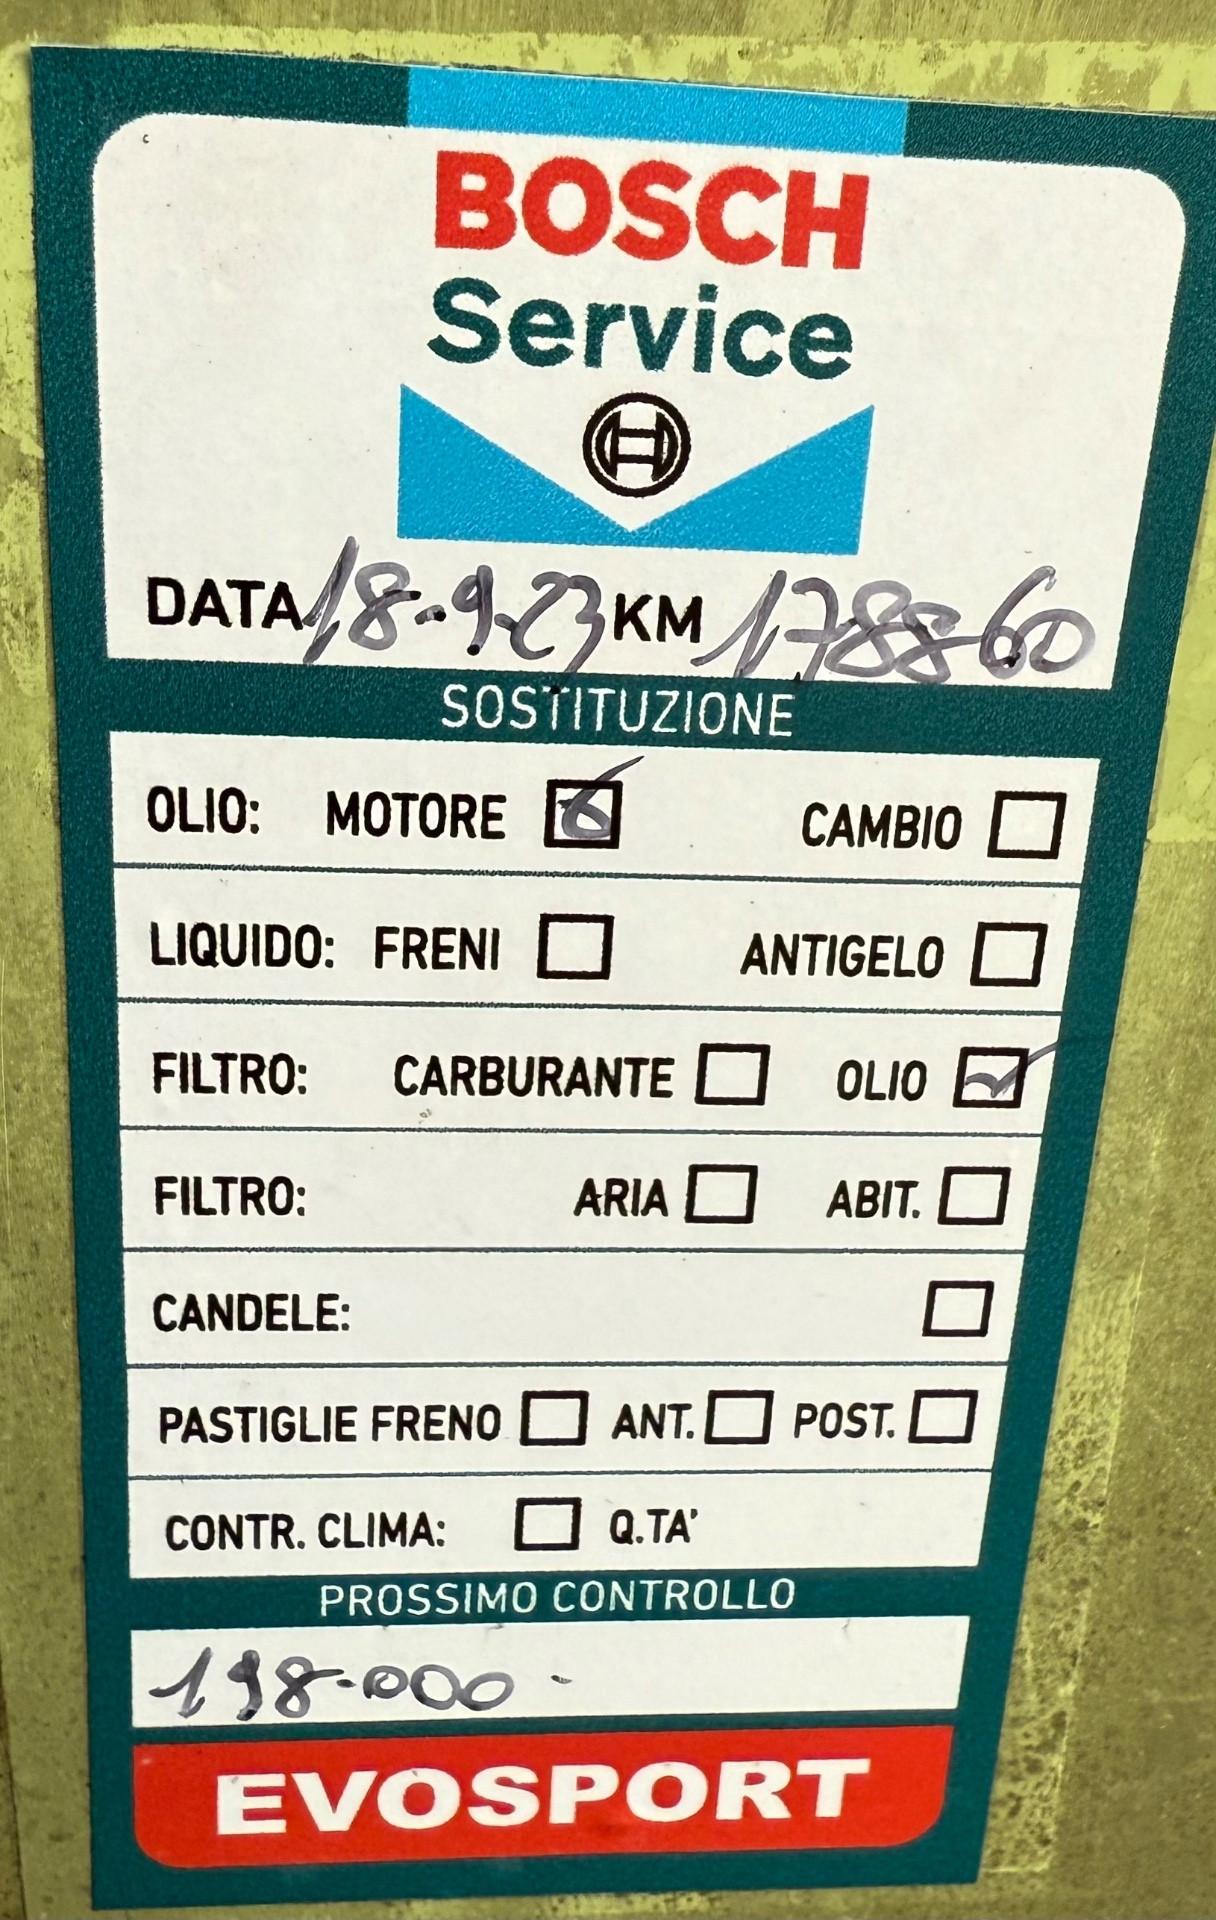 BOSCH
Service
DATA 18-9-23 KM 178860
SOSTITUZIONE
OLIO: MOTORE CAMBIO
LIQUIDO: FRENI ANTIGELO
FILTRO: CARBURANTE OLIO
FILTRO: ARIA ABIT.
CANDELE:
PASTIGLIE FRENO ANT. POST.
CONTR. CLIMA: Q.TA'
PROSSIMO CONTROLLO
198.000 -
EVOSPORT